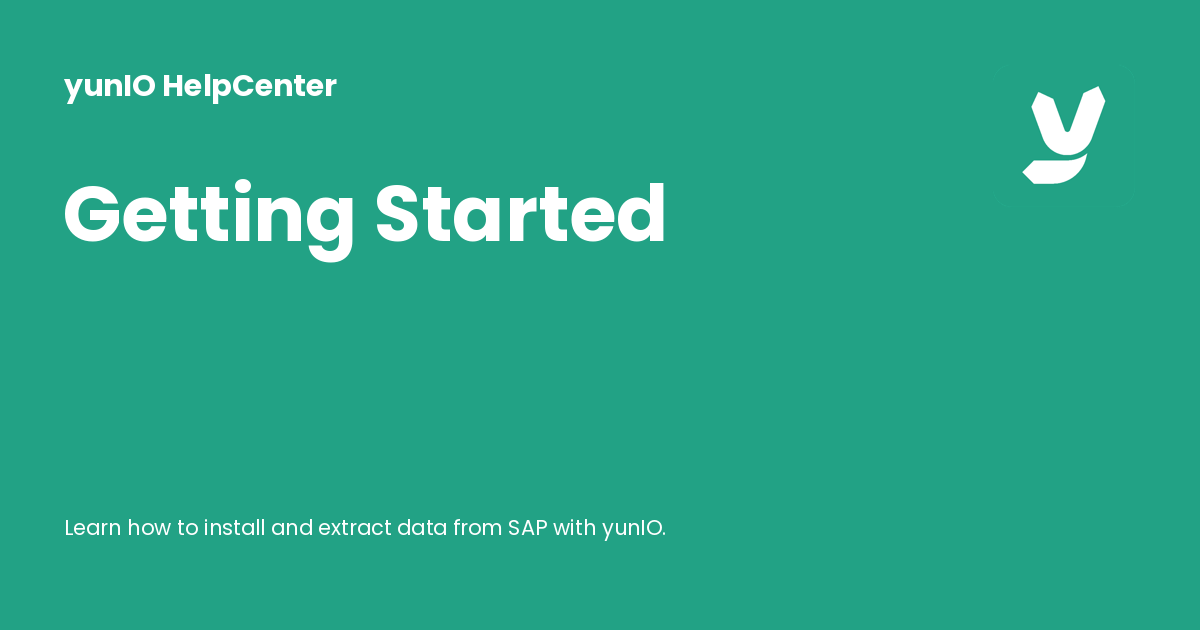 yunIO HelpCenter
Getting Started
Learn how to install and extract data from SAP with yunIO.